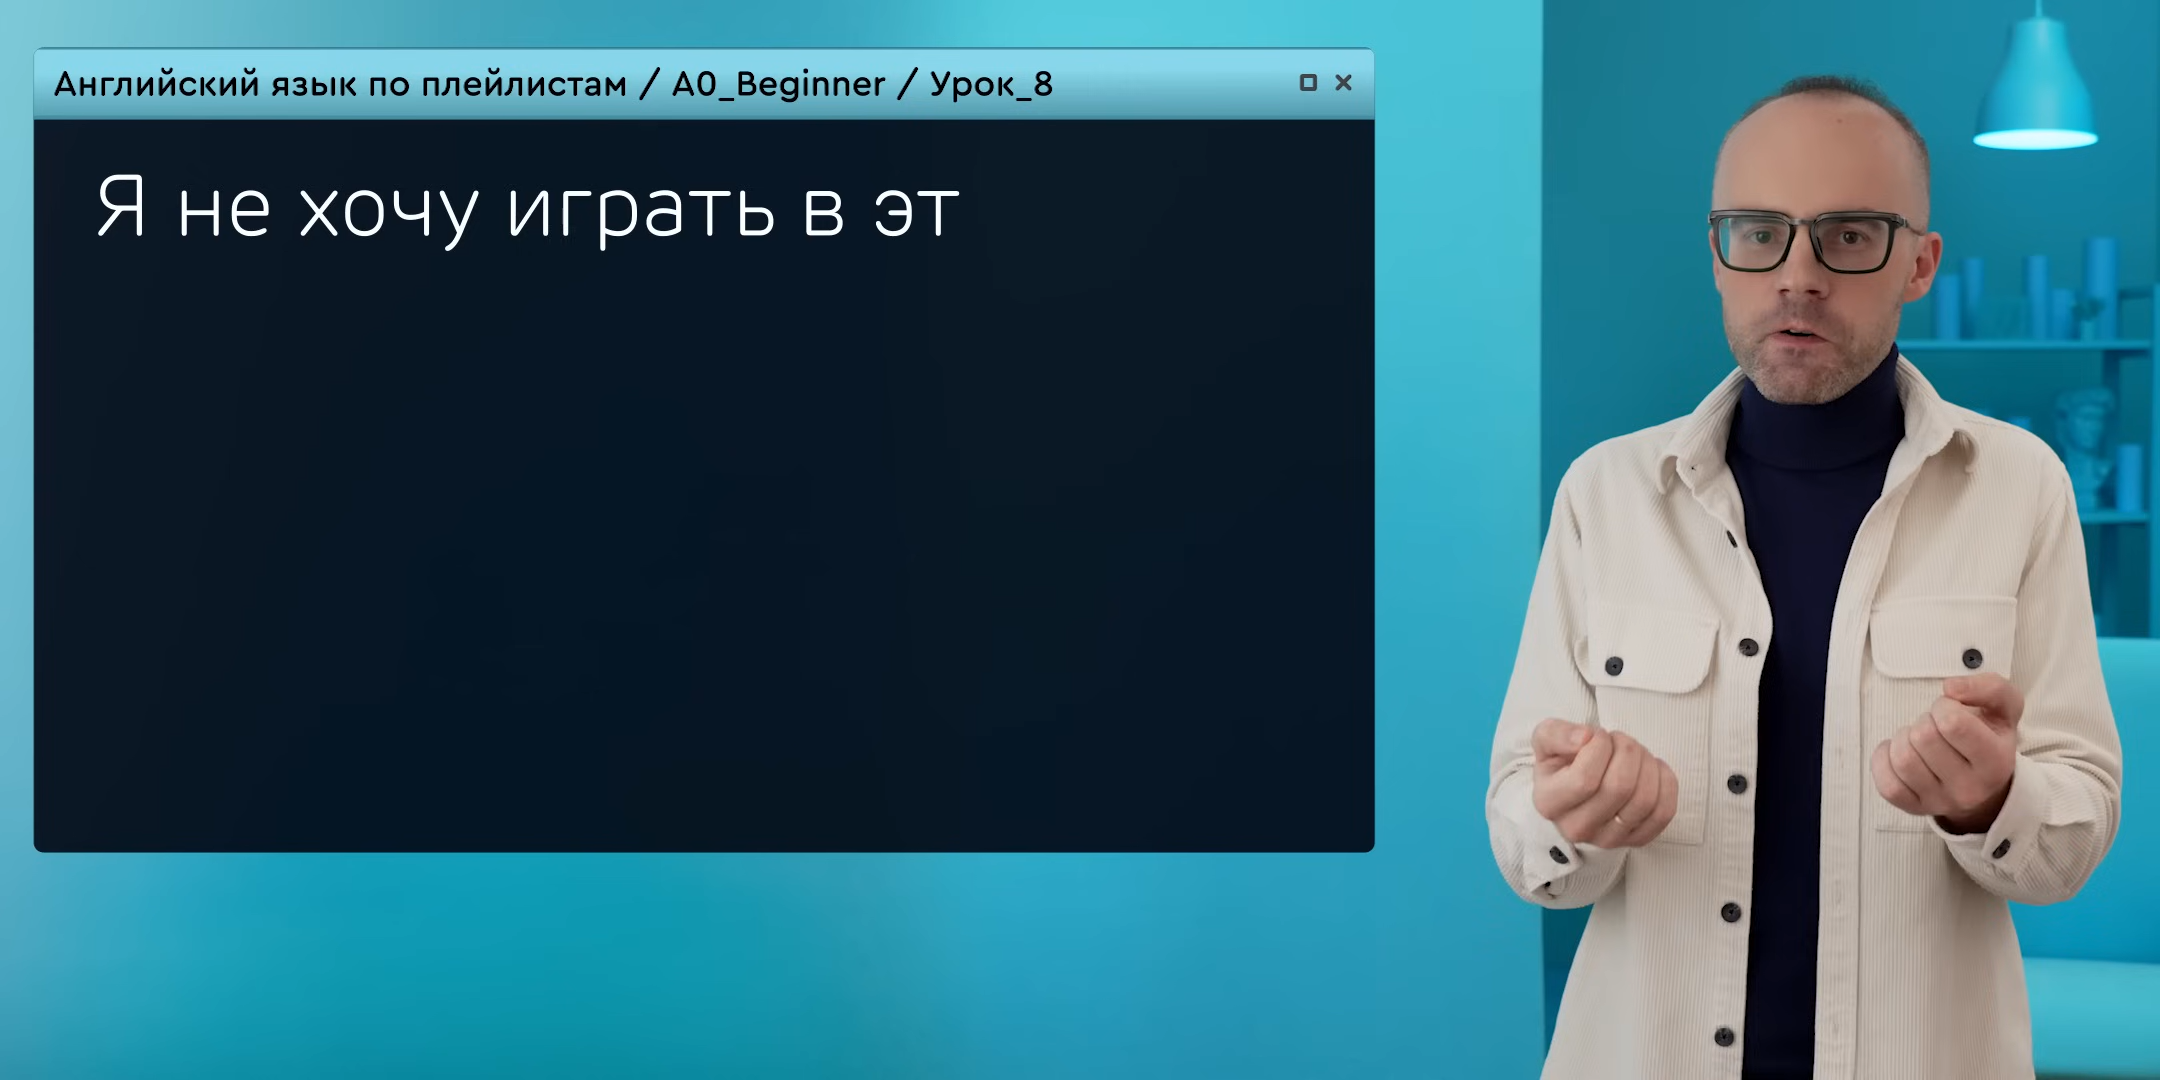 Английский язык по плейлистам / A0_Beginner / Урок_8
Я не хочу играть в эт